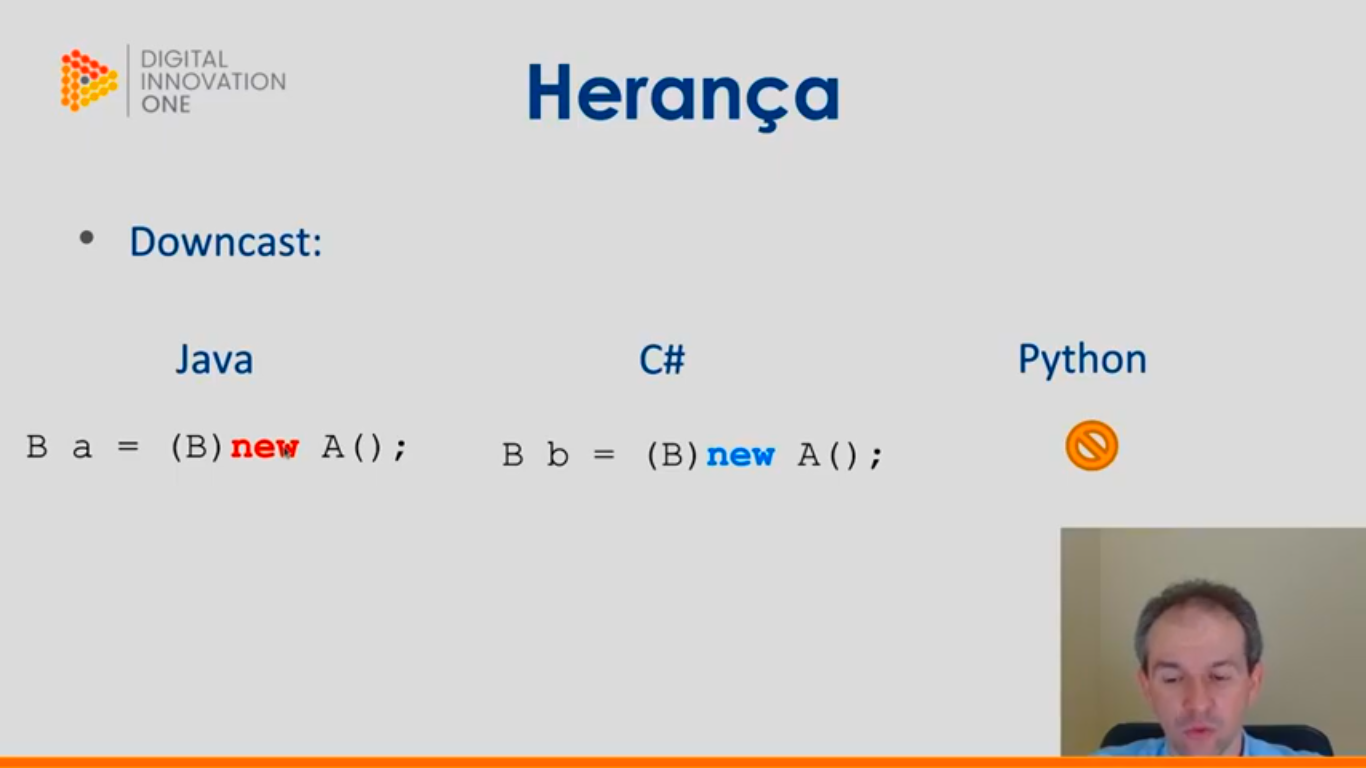 DIGITAL
INNOVATION
ONE
Herança
• Downcast:
Java
C#
Python
B a = (B)new A();
B b = (B)new A();